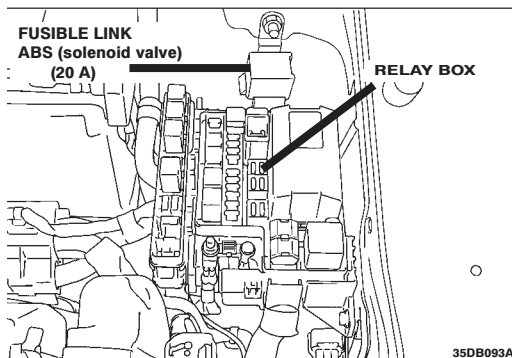 FUSIBLE LINK
ABS (solenoid valve)
(20 A)
RELAY BOX
35DB093A